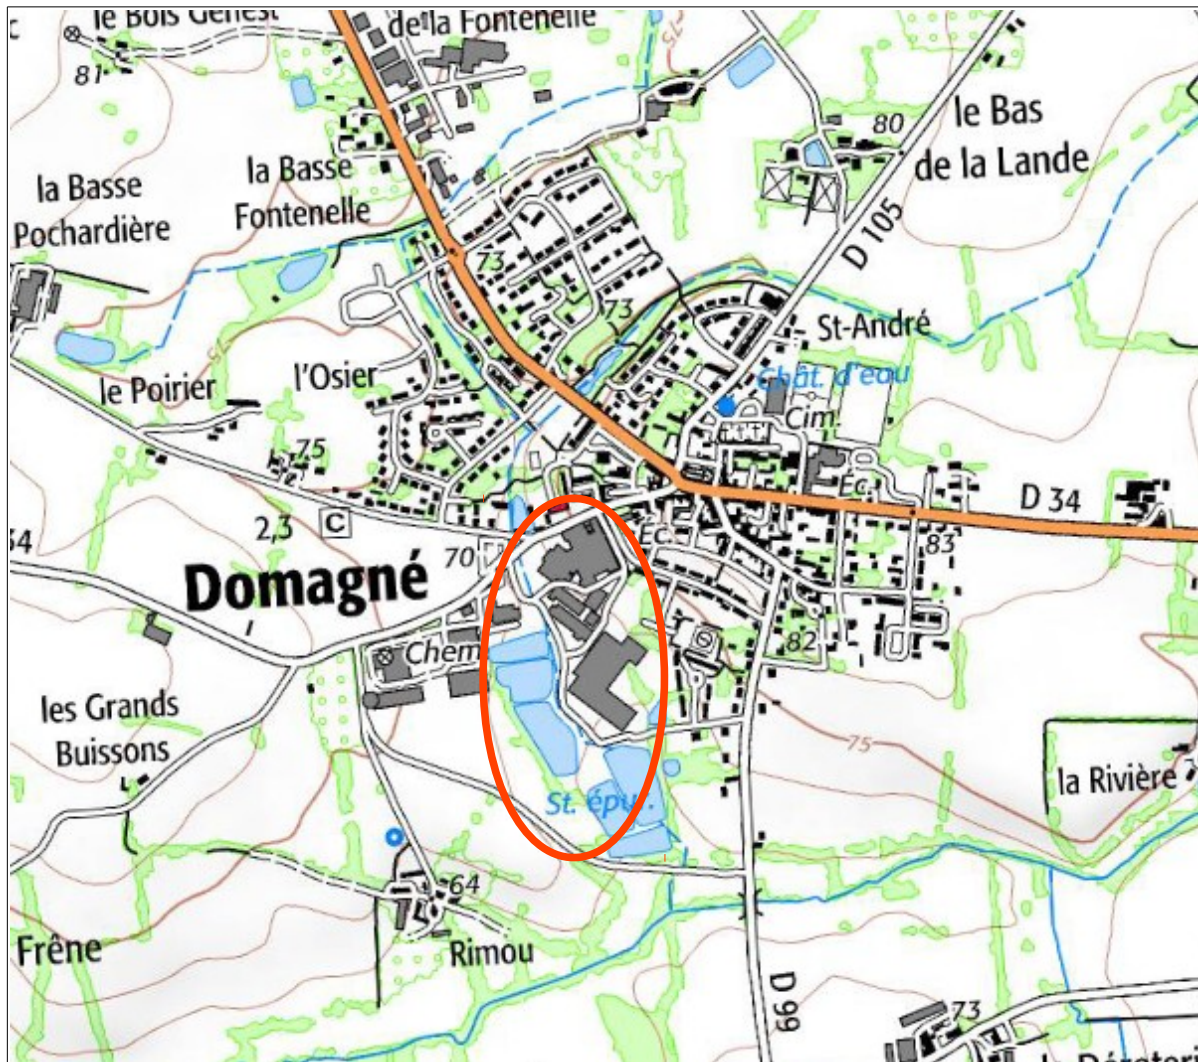 le Bois Genest
de la Fontenelle
81
80
le Bas
de la Lande
la Basse
Pochardière
la Basse
Fontenelle
D 105
73
75
73
St-André
Chât. d'eau
le Poirier
l'Osier
Cim.
75
Éc.
D 34
2,3
C
54
Éc.
83
70
Domagné
82
Chem.
les Grands
Buissons
75
la Rivière
St. épur.
64
Frêne
Rimou
D 99
73